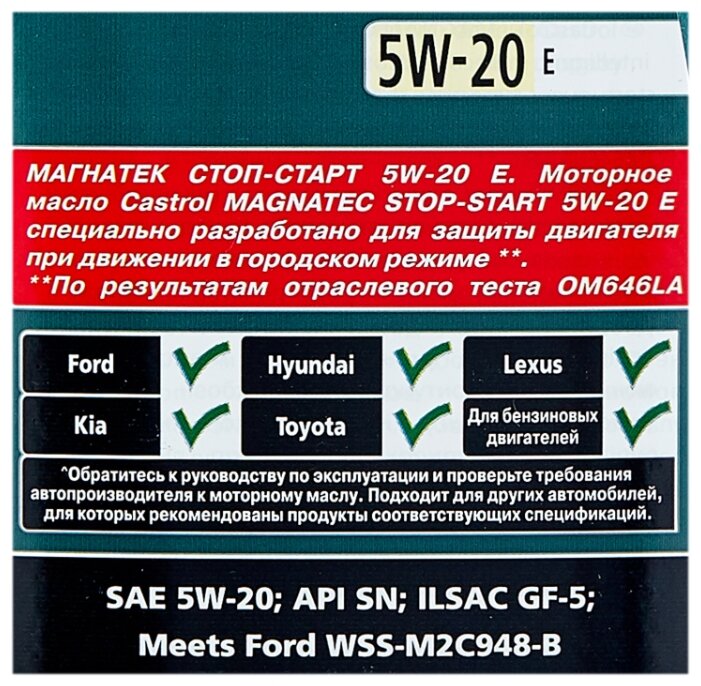 5W-20 E
МАГНАТЕК СТОП-СТАРТ 5W-20 E. Моторное
масло Castrol MAGNATEC STOP-START 5W-20 E
специально разработано для защиты двигателя
при движении в городском режиме **.
**По результатам отраслевого теста ОМ646LA
Ford
Hyundai
Lexus
Kia
Toyota
Для бензиновых
двигателей
^Обратитесь к руководству по эксплуатации и проверьте требования
автопроизводителя к моторному маслу. Подходит для других автомобилей,
для которых рекомендованы продукты соответствующих спецификаций.
SAE 5W-20; API SN; ILSAC GF-5;
Meets Ford WSS-M2C948-B